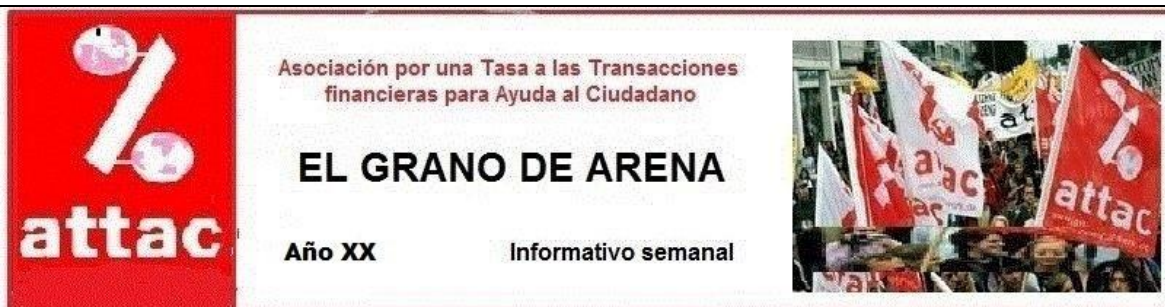 attac
Asociación por una Tasa a las Transacciones
financieras para Ayuda al Ciudadano
EL GRANO DE ARENA
Año XX
Informativo semanal
attac
attac